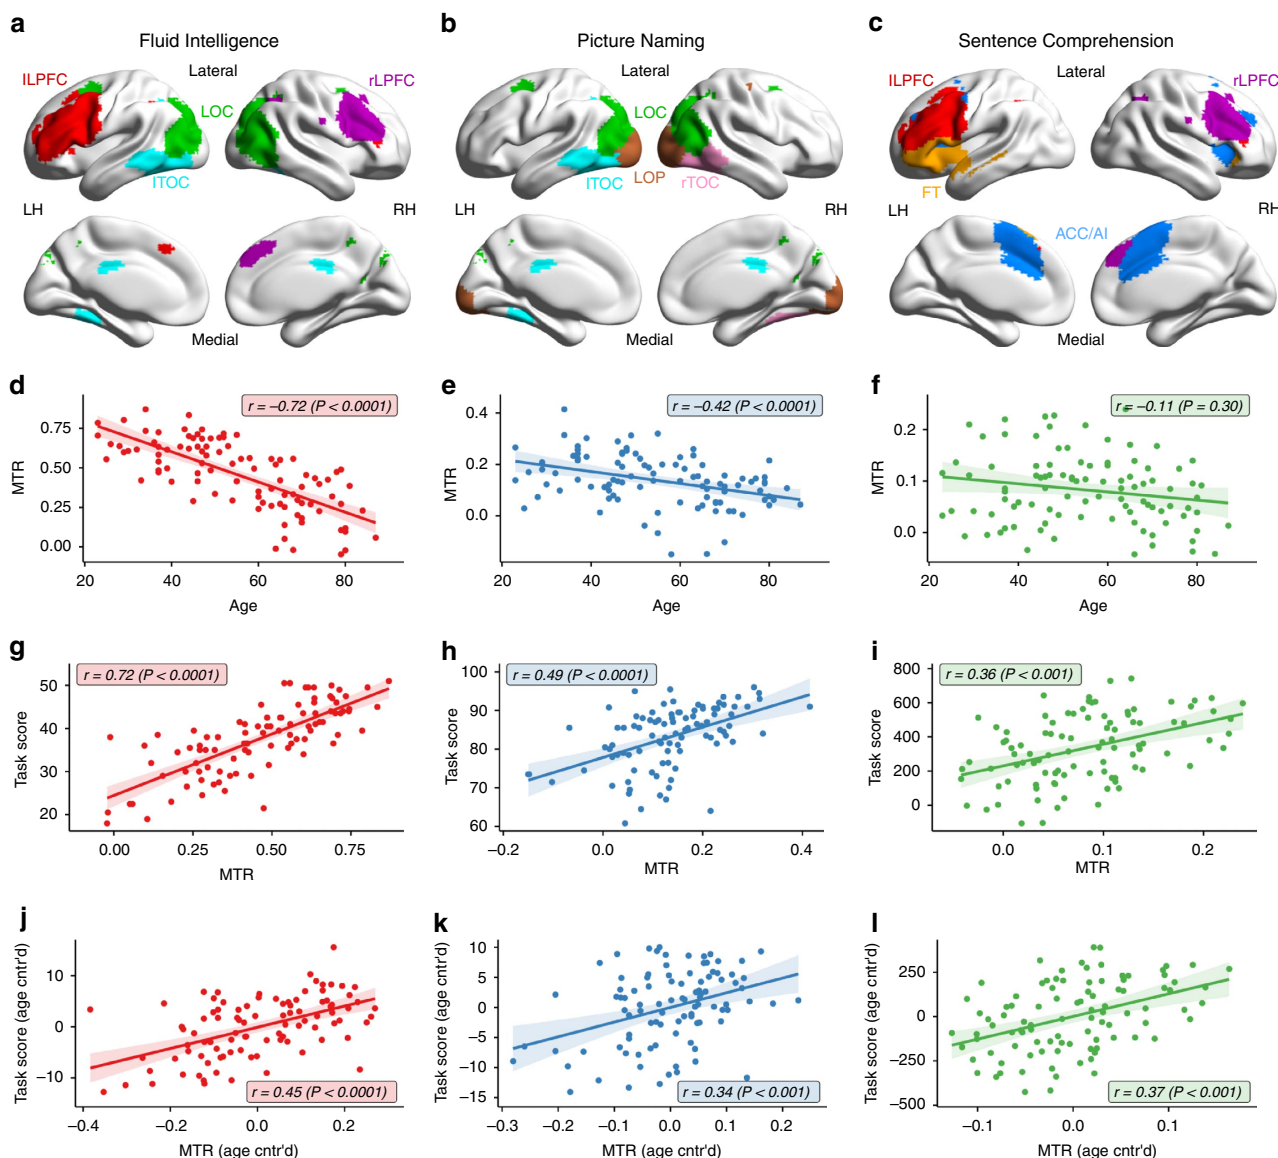 a
b
c
Fluid Intelligence
Picture Naming
Sentence Comprehension
lLPFC
Lateral
rLPFC
LOC
lTOC
LH
RH
Medial
Lateral
LOC
lTOC
LOP
rTOC
LH
RH
Medial
lLPFC
Lateral
rLPFC
FT
LH
RH
ACC/AI
Medial
d
r = –0.72 (P < 0.0001)
MTR
0.75
0.50
0.25
0.00
20 40 60 80
Age
e
r = –0.42 (P < 0.0001)
MTR
0.4
0.2
0.0
20 40 60 80
Age
f
r = –0.11 (P = 0.30)
MTR
0.2
0.1
0.0
20 40 60 80
Age
g
r = 0.72 (P < 0.0001)
Task score
50
40
30
20
0.00 0.25 0.50 0.75
MTR
h
r = 0.49 (P < 0.0001)
Task score
100
90
80
70
60
–0.2 0.0 0.2 0.4
MTR
i
r = 0.36 (P < 0.001)
Task score
800
600
400
200
0
0.0 0.1 0.2
MTR
j
Task score (age cntr'd)
10
0
–10
r = 0.45 (P < 0.0001)
–0.4 –0.2 0.0 0.2
MTR (age cntr'd)
k
Task score (age cntr'd)
10
5
0
–5
–10
–15
r = 0.34 (P < 0.001)
–0.3 –0.2 –0.1 0.0 0.1 0.2
MTR (age cntr'd)
l
Task score (age cntr'd)
250
0
–250
–500
r = 0.37 (P < 0.001)
–0.1 0.0 0.1
MTR (age cntr'd)